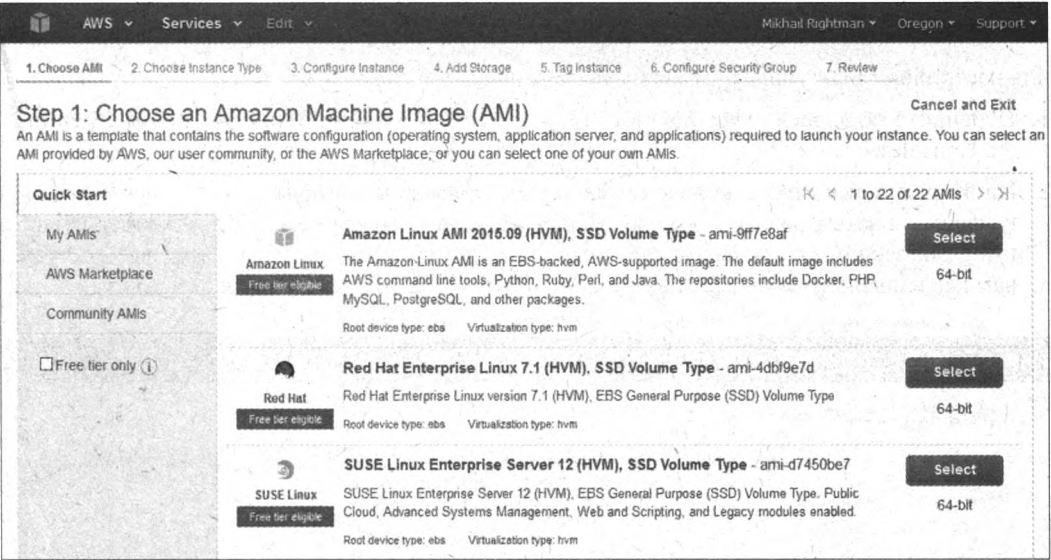 AWS Services Edit Mikhail Rightman Oregon Support
1. Choose AMI 2. Choose Instance Type 3. Configure Instance 4. Add Storage 5. Tag Instance 6. Configure Security Group 7. Review
Step 1: Choose an Amazon Machine Image (AMI)
Cancel and Exit
An AMI is a template that contains the software configuration (operating system, application server, and applications) required to launch your instance. You can select an
AMI provided by AWS, our user community, or the AWS Marketplace; or you can select one of your own AMIs.
Quick Start
1 to 22 of 22 AMIs
My AMIs
AWS Marketplace
Community AMIs
Free tier only
Amazon Linux
Free tier eligible
Amazon Linux AMI 2015.09 (HVM), SSD Volume Type - ami-9ff7e8af
The Amazon Linux AMI is an EBS-backed, AWS-supported image. The default image includes
AWS command line tools, Python, Ruby, Perl, and Java. The repositories include Docker, PHP,
MySQL, PostgreSQL, and other packages.
Root device type: ebs Virtualization type: hvm
Select
64-bit
Red Hat
Free tier eligible
Red Hat Enterprise Linux 7.1 (HVM), SSD Volume Type - ami-4dbf9e7d
Red Hat Enterprise Linux version 7.1 (HVM), EBS General Purpose (SSD) Volume Type
Root device type: ebs Virtualization type: hvm
Select
64-bit
SUSE Linux
Free tier eligible
SUSE Linux Enterprise Server 12 (HVM), SSD Volume Type - ami-d7450be7
SUSE Linux Enterprise Server 12 (HVM), EBS General Purpose (SSD) Volume Type. Public
Cloud, Advanced Systems Management, Web and Scripting, and Legacy modules enabled.
Root device type: ebs Virtualization type: hvm
Select
64-bit